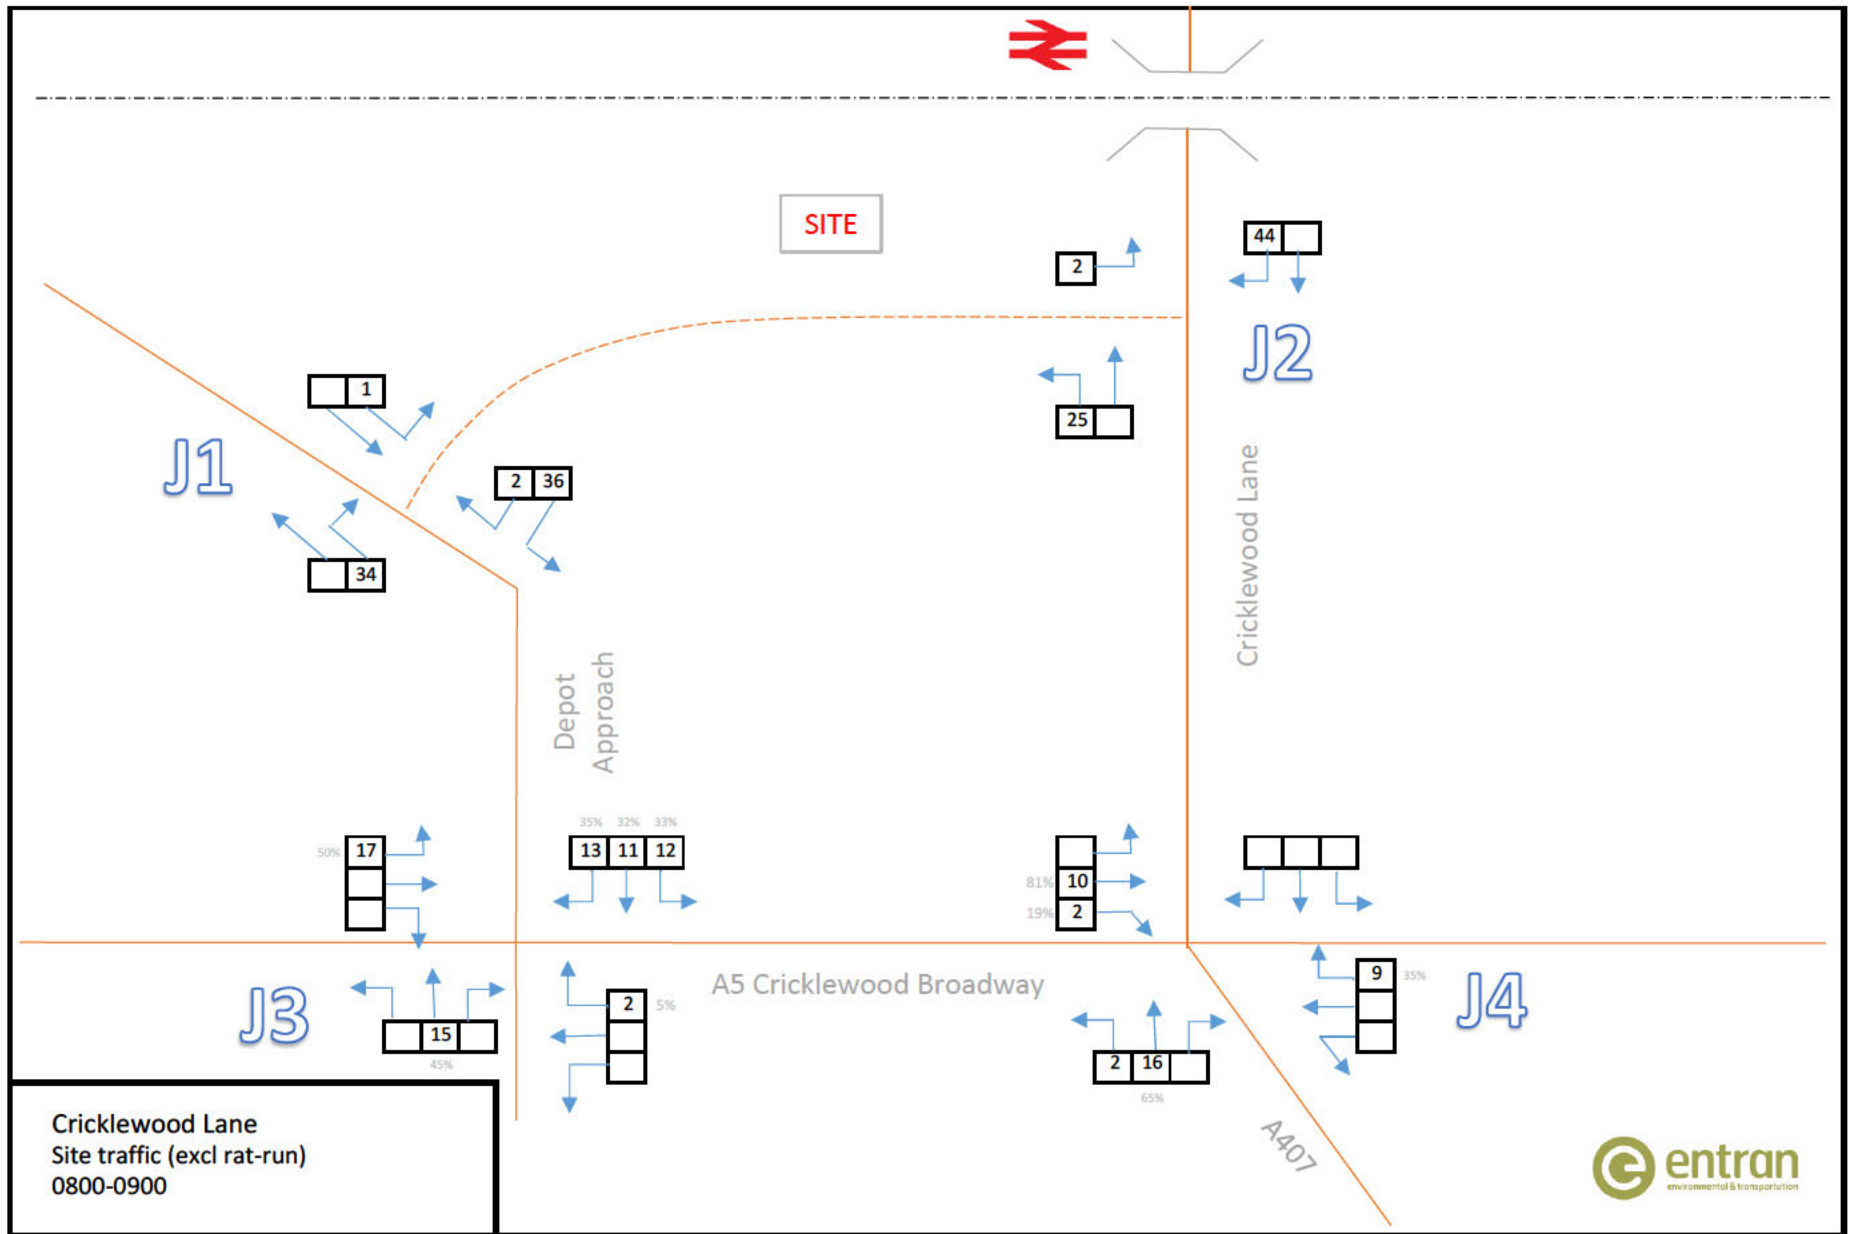 SITE
44
2
J2
25
1
J1
2 36
34
Cricklewood Lane
Depot
Approach
35% 32% 33%
50% 17
13 11 12
81% 10
19% 2
A5 Cricklewood Broadway
J3
15
45%
2 5%
9 35%
J4
2 16
65%
A407
Cricklewood Lane
Site traffic (excl rat-run)
0800-0900
entran
environmental & transportation